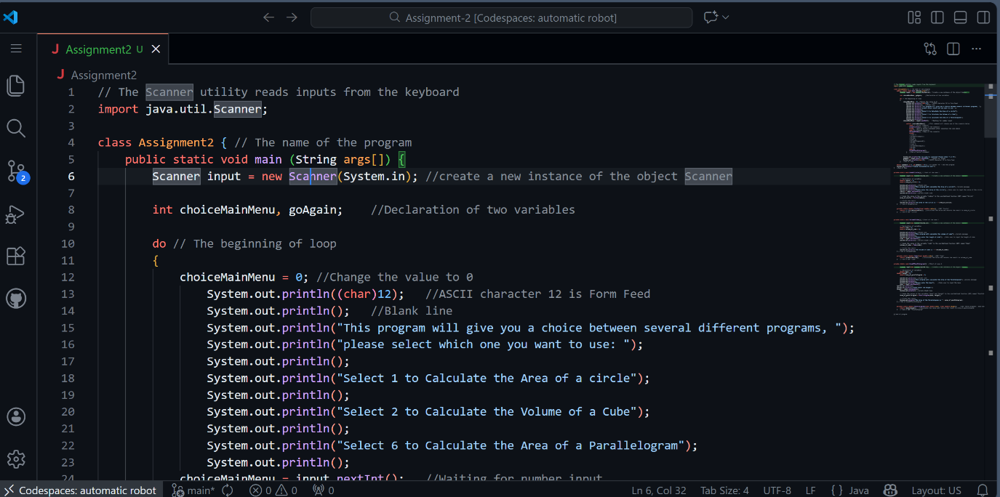 Assignment-2 [Codespaces: automatic robot]
J Assignment2 U
J Assignment2
1 // The Scanner utility reads inputs from the keyboard
2 import java.util.Scanner;
3
4 class Assignment2 { // The name of the program
5 public static void main (String args[]) {
6 Scanner input = new Scanner(System.in); //create a new instance of the object Scanner
7
8 int choiceMainMenu, goAgain; //Declaration of two variables
9
10 do // The beginning of loop
11 {
12 choiceMainMenu = 0; //Change the value to 0
13 System.out.println((char)12); //ASCII character 12 is Form Feed
14 System.out.println(); //Blank line
15 System.out.println("This program will give you a choice between several different programs, ");
16 System.out.println("please select which one you want to use: ");
17 System.out.println();
18 System.out.println("Select 1 to Calculate the Area of a circle");
19 System.out.println();
20 System.out.println("Select 2 to Calculate the Volume of a Cube");
21 System.out.println();
22 System.out.println("Select 6 to Calculate the Area of a Parallelogram");
23 System.out.println();
24 choiceMainMenu = input.nextInt(); //Waiting for number input
2
Codespaces: automatic robot main* 0 0 0 Ln 6, Col 32 Tab Size: 4 UTF-8 LF { } Java Layout: US